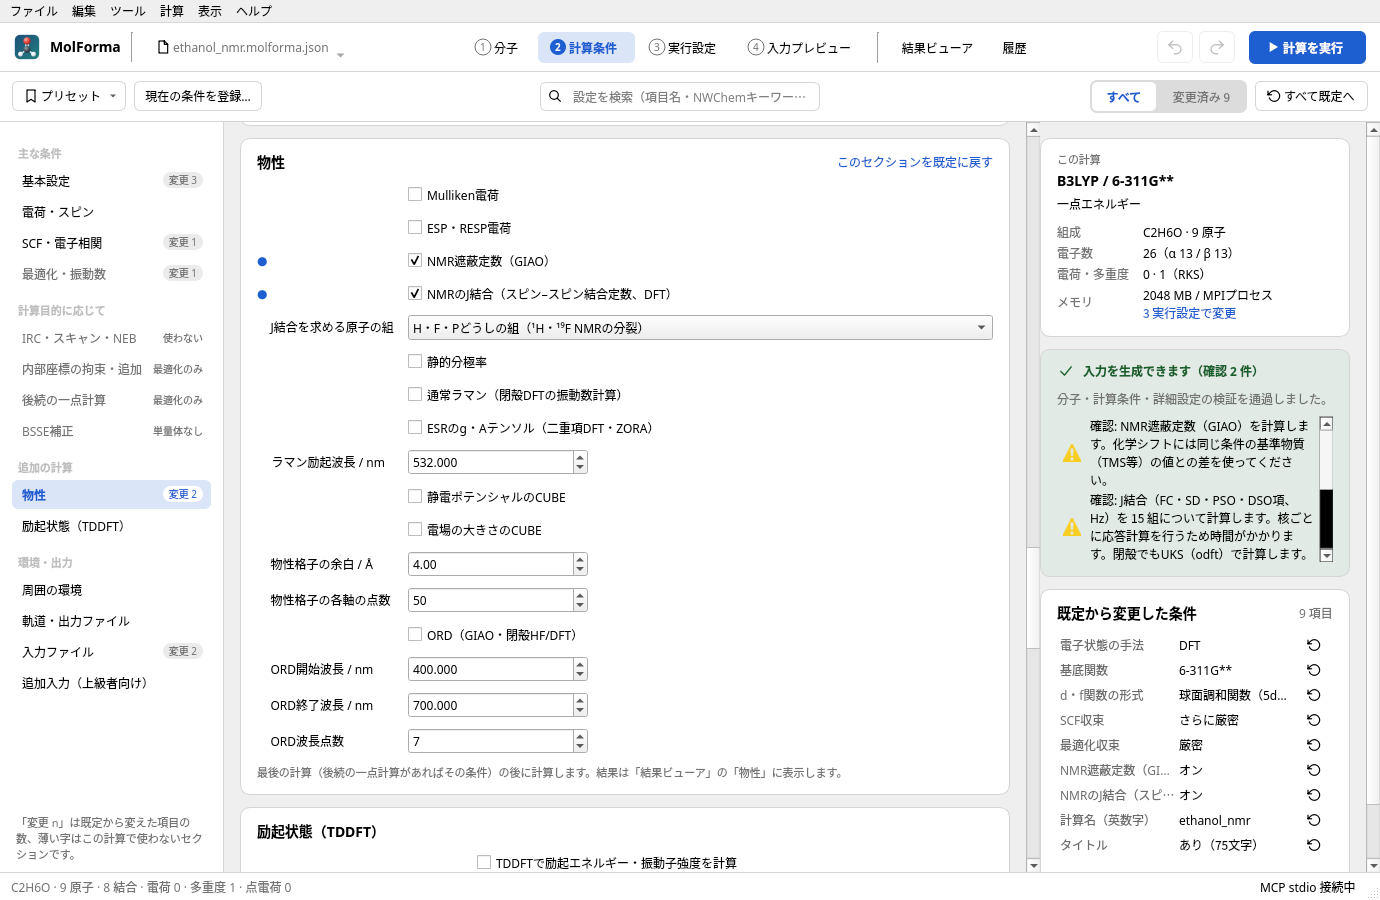 ファイル 編集 ツール 計算 表示 ヘルプ
MolForma ethanol_nmr.molforma.json 1 分子 2 計算条件 3 実行設定 4 入力プレビュー 結果ビューア 履歴 計算を実行
プリセット 現在の条件を登録... 設定を検索（項目名・NWChemキーワー… すべて 変更済み 9 すべて既定へ
主な条件
基本設定 変更 3
電荷・スピン
SCF・電子相関 変更 1
最適化・振動数 変更 1
計算目的に応じて
IRC・スキャン・NEB 使わない
内部座標の拘束・追加 最適化のみ
後続の一点計算 最適化のみ
BSSE補正 単量体なし
追加の計算
物性 変更 2
励起状態（TDDFT）
環境・出力
周囲の環境
軌道・出力ファイル
入力ファイル 変更 2
追加入力（上級者向け）
「変更 n」は既定から変えた項目の
数、薄い字はこの計算で使わないセク
ションです。
物性 このセクションを既定に戻す
Mulliken電荷
ESP・RESP電荷
NMR遮蔽定数（GIAO）
NMRのJ結合（スピン–スピン結合定数、DFT）
J結合を求める原子の組 H・F・Pどうしの組（¹H・¹⁹F NMRの分裂）
静的分極率
通常ラマン（閉殻DFTの振動数計算）
ESRのg・Aテンソル（二重項DFT・ZORA）
ラマン励起波長 / nm 532.000
静電ポテンシャルのCUBE
電場の大きさのCUBE
物性格子の余白 / Å 4.00
物性格子の各軸の点数 50
ORD（GIAO・閉殻HF/DFT）
ORD開始波長 / nm 400.000
ORD終了波長 / nm 700.000
ORD波長点数 7
最後の計算（後続の一点計算があればその条件）の後に計算します。結果は「結果ビューア」の「物性」に表示します。
励起状態（TDDFT）
TDDFTで励起エネルギー・振動子強度を計算
この計算
B3LYP / 6-311G**
一点エネルギー
組成 C2H6O · 9 原子
電子数 26（α 13 / β 13）
電荷・多重度 0 · 1（RKS）
メモリ 2048 MB / MPIプロセス
3 実行設定で変更
入力を生成できます（確認 2 件）
分子・計算条件・詳細設定の検証を通過しました。
確認: NMR遮蔽定数（GIAO）を計算しま
す。化学シフトには同じ条件の基準物質
（TMS等）の値との差を使ってくださ
い。
確認: J結合（FC・SD・PSO・DSO項、
Hz）を 15 組について計算します。核ごと
に応答計算を行うため時間がかかりま
す。閉殻でもUKS（odft）で計算します。
既定から変更した条件 9 項目
電子状態の手法 DFT
基底関数 6-311G**
d・f関数の形式 球面調和関数（5d…
SCF収束 さらに厳密
最適化収束 厳密
NMR遮蔽定数（GI… オン
NMRのJ結合（スピ… オン
計算名（英数字） ethanol_nmr
タイトル あり（75文字）
C2H6O · 9 原子 · 8 結合 · 電荷 0 · 多重度 1 · 点電荷 0 MCP stdio 接続中